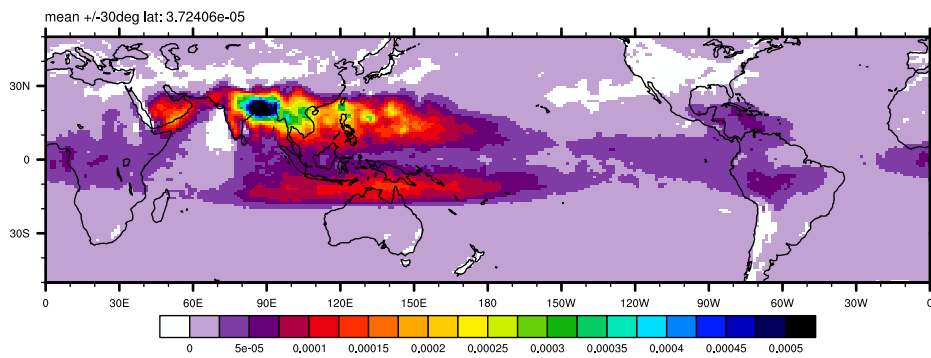 mean +/-30deg lat: 3.72406e-05
30N
0
30S
0 30E 60E 90E 120E 150E 180 150W 120W 90W 60W 30W 0
0 5e-05 0.0001 0.00015 0.0002 0.00025 0.0003 0.00035 0.0004 0.00045 0.0005